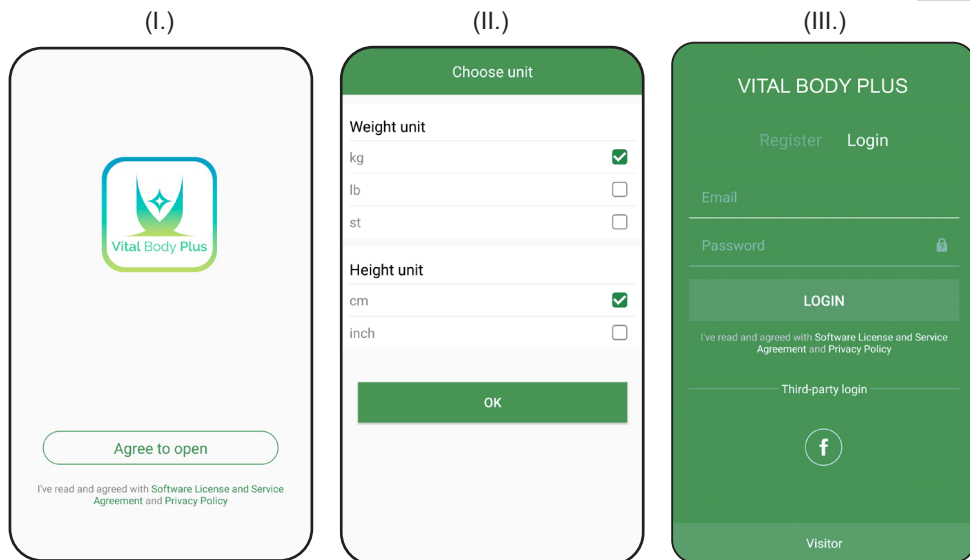 (I.)
Vital Body Plus
Agree to open
I've read and agreed with Software License and Service
Agreement and Privacy Policy
(II.)
Choose unit
Weight unit
kg
lb
st
Height unit
cm
inch
OK
(III.)
VITAL BODY PLUS
Register Login
Email
Password
LOGIN
I've read and agreed with Software License and Service
Agreement and Privacy Policy
Third-party login
f
Visitor